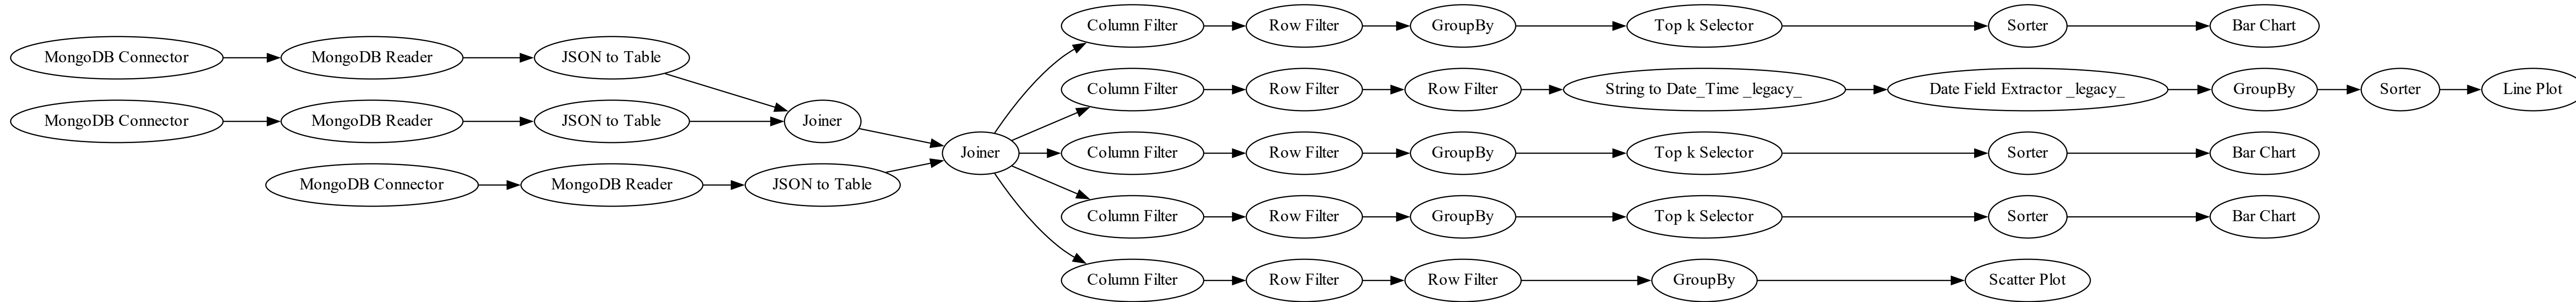 Column Filter Row Filter GroupBy Top k Selector Sorter Bar Chart
MongoDB Connector MongoDB Reader JSON to Table
Column Filter Row Filter Row Filter String to Date_Time _legacy_ Date Field Extractor _legacy_ GroupBy Sorter Line Plot
MongoDB Connector MongoDB Reader JSON to Table Joiner
Joiner Column Filter Row Filter GroupBy Top k Selector Sorter Bar Chart
MongoDB Connector MongoDB Reader JSON to Table
Column Filter Row Filter GroupBy Top k Selector Sorter Bar Chart
Column Filter Row Filter Row Filter GroupBy Scatter Plot